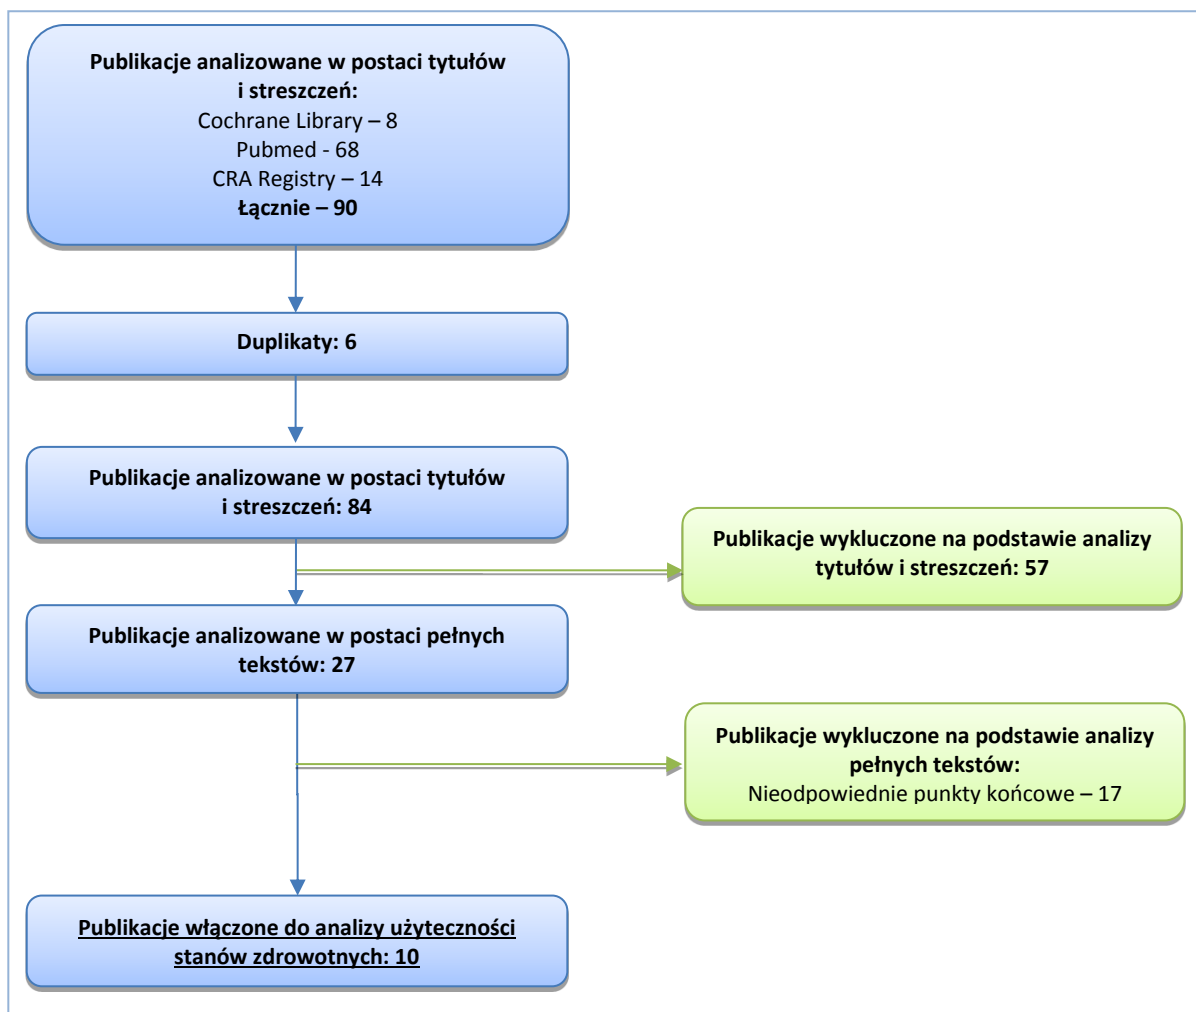 Publikacje analizowane w postaci tytułów
i streszczeń:
Cochrane Library – 8
Pubmed - 68
CRA Registry – 14
Łącznie – 90
Duplikaty: 6
Publikacje analizowane w postaci tytułów
i streszczeń: 84
Publikacje wykluczone na podstawie analizy
tytułów i streszczeń: 57
Publikacje analizowane w postaci pełnych
tekstów: 27
Publikacje wykluczone na podstawie analizy
pełnych tekstów:
Nieodpowiednie punkty końcowe – 17
Publikacje włączone do analizy użyteczności
stanów zdrowotnych: 10